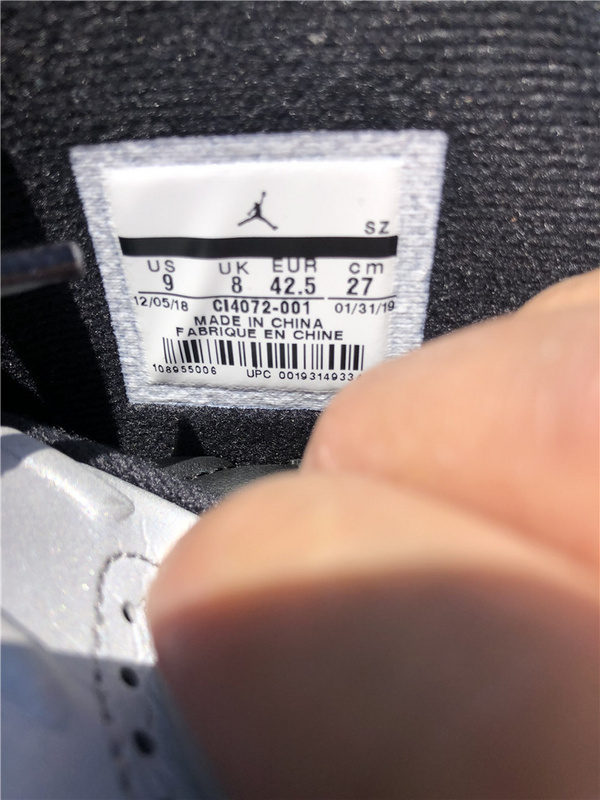 SZ
US UK EUR cm
9 8 42.5 27
12/05/18 CI4072-001 01/31/19
MADE IN CHINA
FABRIQUE EN CHINE
108955006 UPC 0019314933